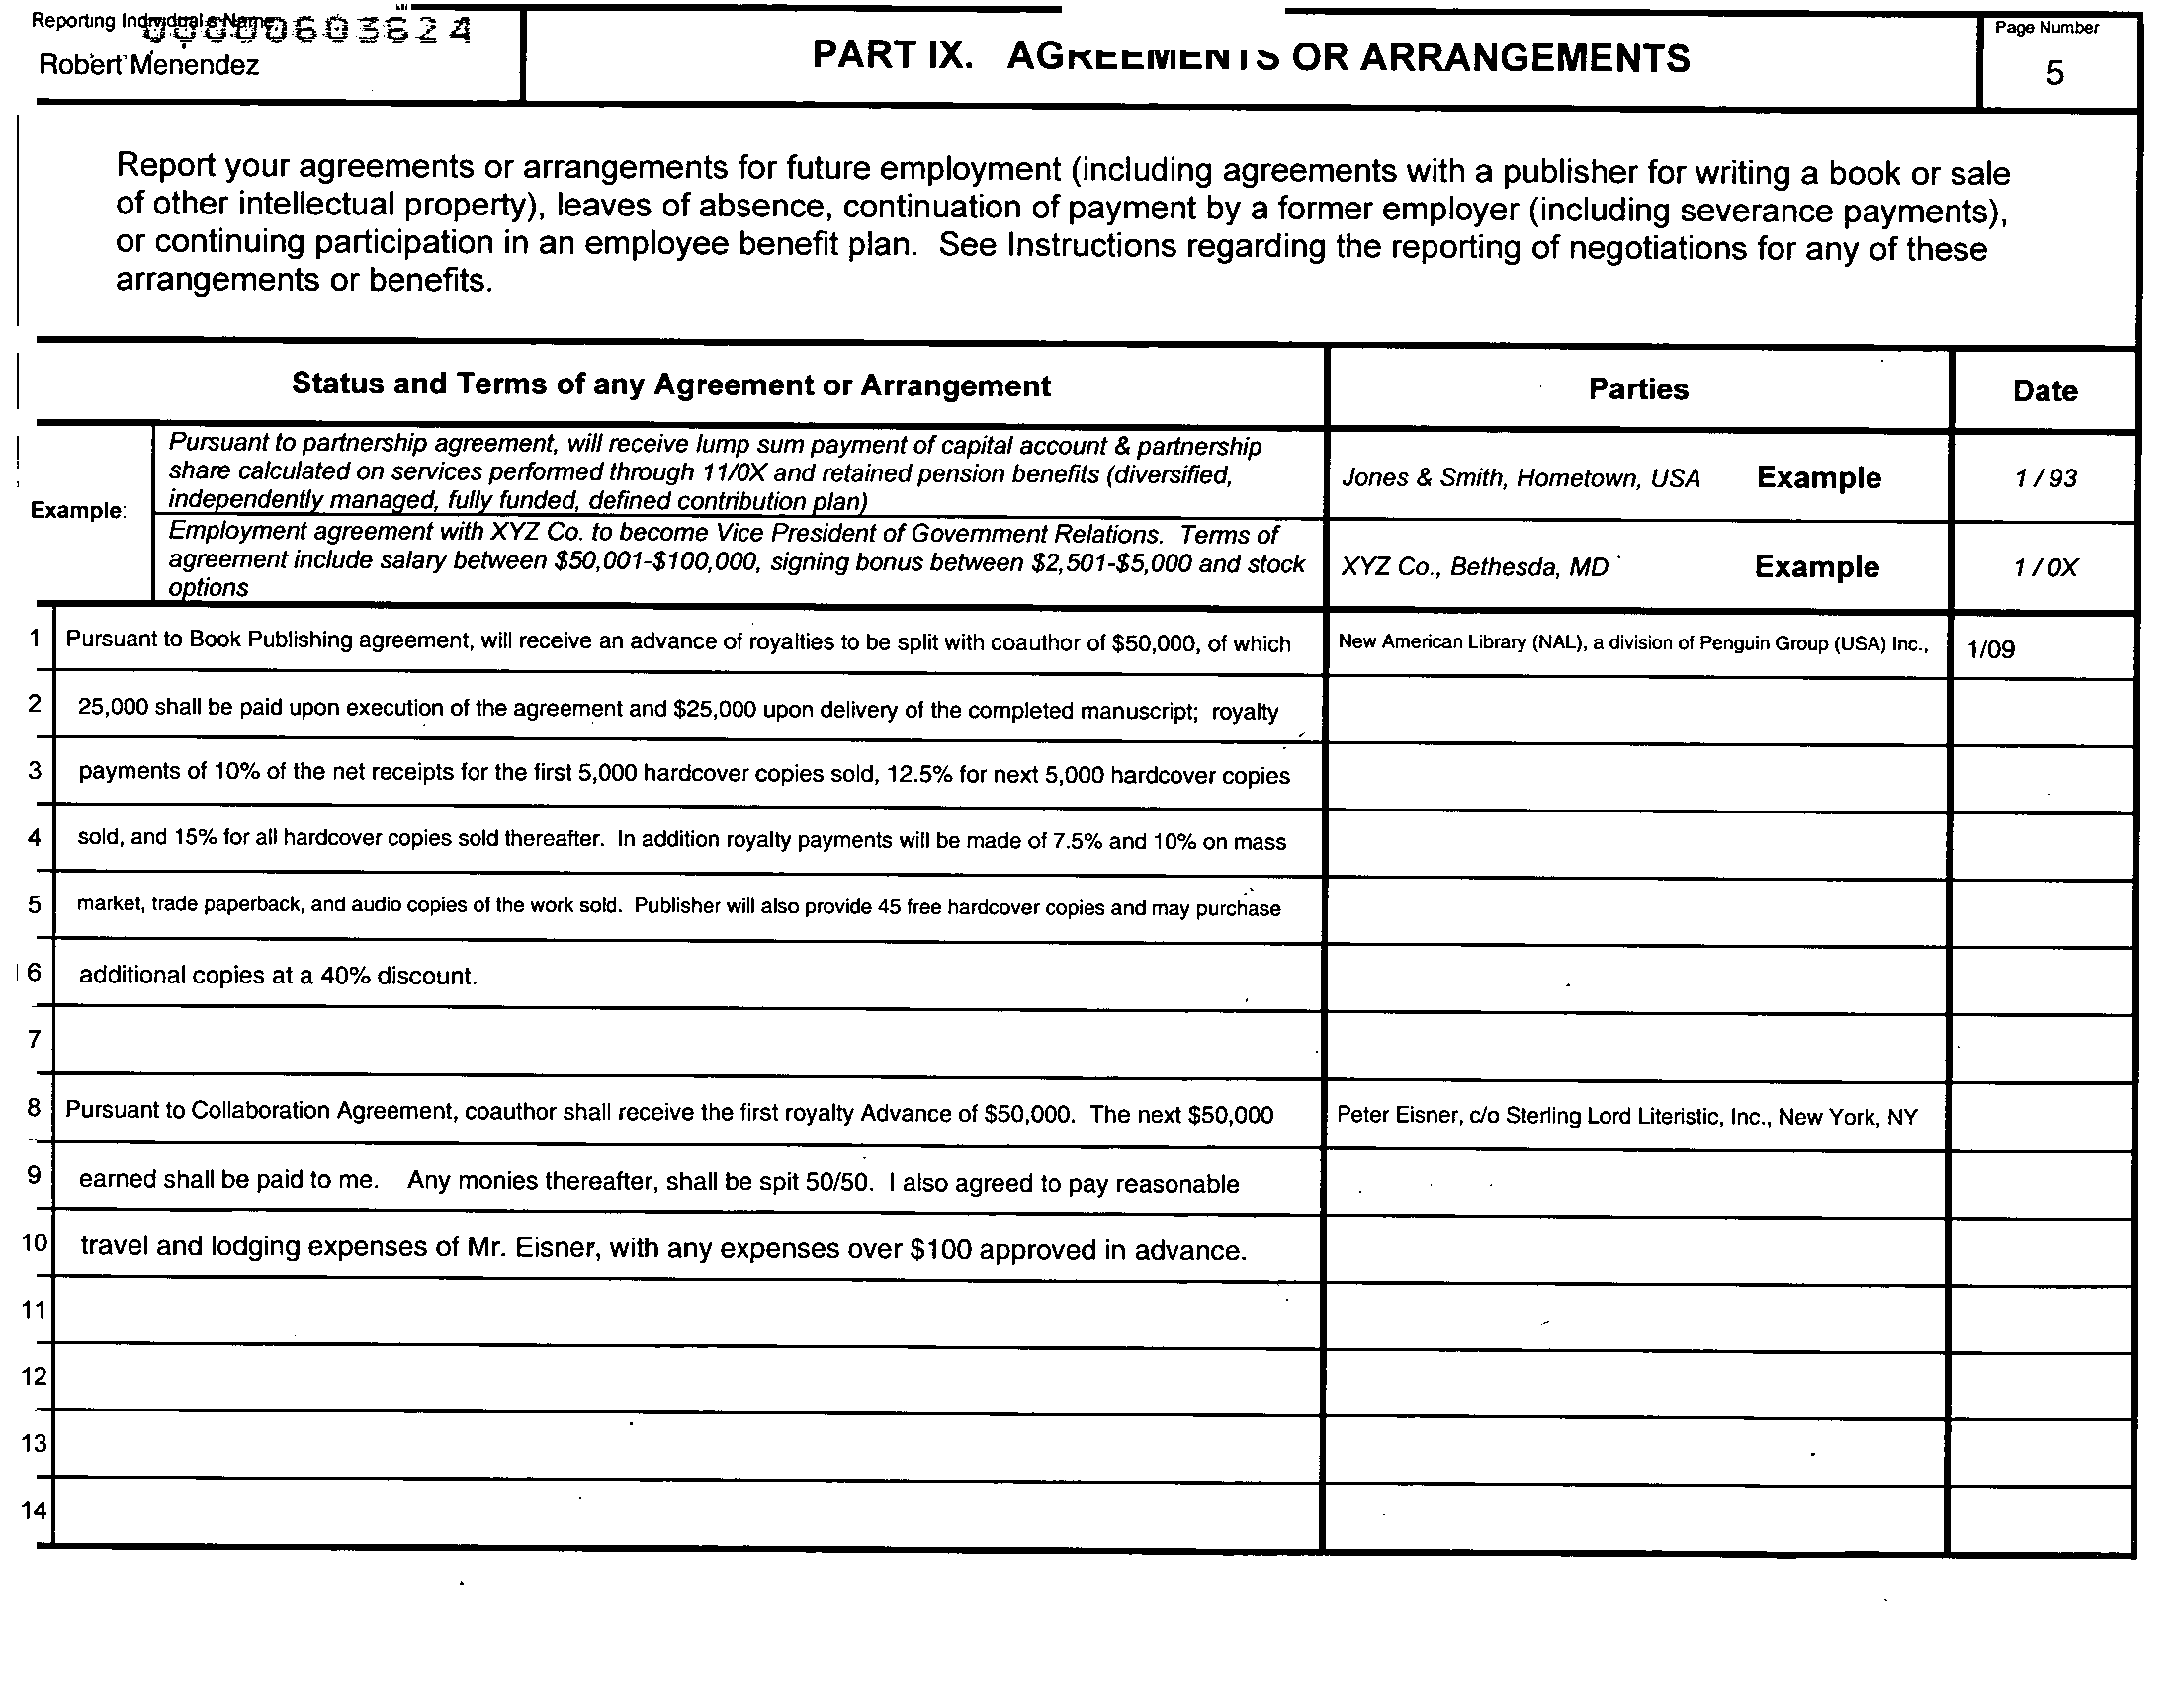 Reporting Individual's Name
00000603624
Robert Menendez
PART IX. AGREEMENTS OR ARRANGEMENTS
Page Number
5
Report your agreements or arrangements for future employment (including agreements with a publisher for writing a book or sale
of other intellectual property), leaves of absence, continuation of payment by a former employer (including severance payments),
or continuing participation in an employee benefit plan. See Instructions regarding the reporting of negotiations for any of these
arrangements or benefits.
Status and Terms of any Agreement or Arrangement Parties Date
Example:
Pursuant to partnership agreement, will receive lump sum payment of capital account & partnership
share calculated on services performed through 11/0X and retained pension benefits (diversified,
independently managed, fully funded, defined contribution plan)
Jones & Smith, Hometown, USA Example 1 / 93
Employment agreement with XYZ Co. to become Vice President of Government Relations. Terms of
agreement include salary between $50,001-$100,000, signing bonus between $2,501-$5,000 and stock
options
XYZ Co., Bethesda, MD Example 1 / 0X
1 Pursuant to Book Publishing agreement, will receive an advance of royalties to be split with coauthor of $50,000, of which New American Library (NAL), a division of Penguin Group (USA) Inc., 1/09
2 25,000 shall be paid upon execution of the agreement and $25,000 upon delivery of the completed manuscript; royalty
3 payments of 10% of the net receipts for the first 5,000 hardcover copies sold, 12.5% for next 5,000 hardcover copies
4 sold, and 15% for all hardcover copies sold thereafter. In addition royalty payments will be made of 7.5% and 10% on mass
5 market, trade paperback, and audio copies of the work sold. Publisher will also provide 45 free hardcover copies and may purchase
6 additional copies at a 40% discount.
7
8 Pursuant to Collaboration Agreement, coauthor shall receive the first royalty Advance of $50,000. The next $50,000 Peter Eisner, c/o Sterling Lord Literistic, Inc., New York, NY
9 earned shall be paid to me. Any monies thereafter, shall be spit 50/50. I also agreed to pay reasonable
10 travel and lodging expenses of Mr. Eisner, with any expenses over $100 approved in advance.
11
12
13
14